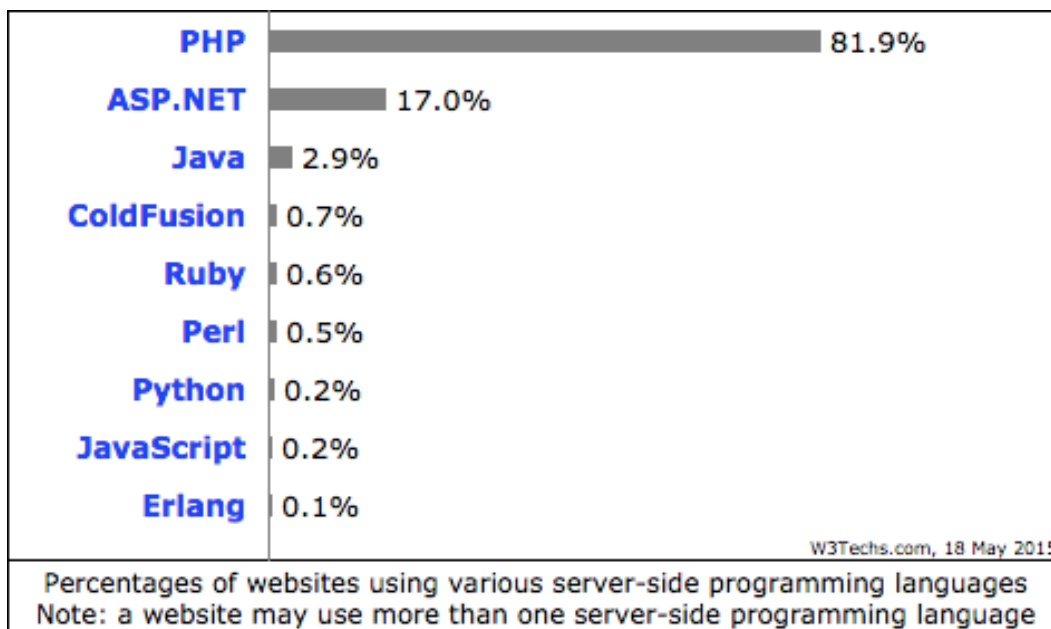 PHP 81.9%
ASP.NET 17.0%
Java 2.9%
ColdFusion 0.7%
Ruby 0.6%
Perl 0.5%
Python 0.2%
JavaScript 0.2%
Erlang 0.1%
W3Techs.com, 18 May 2015
Percentages of websites using various server-side programming languages
Note: a website may use more than one server-side programming language